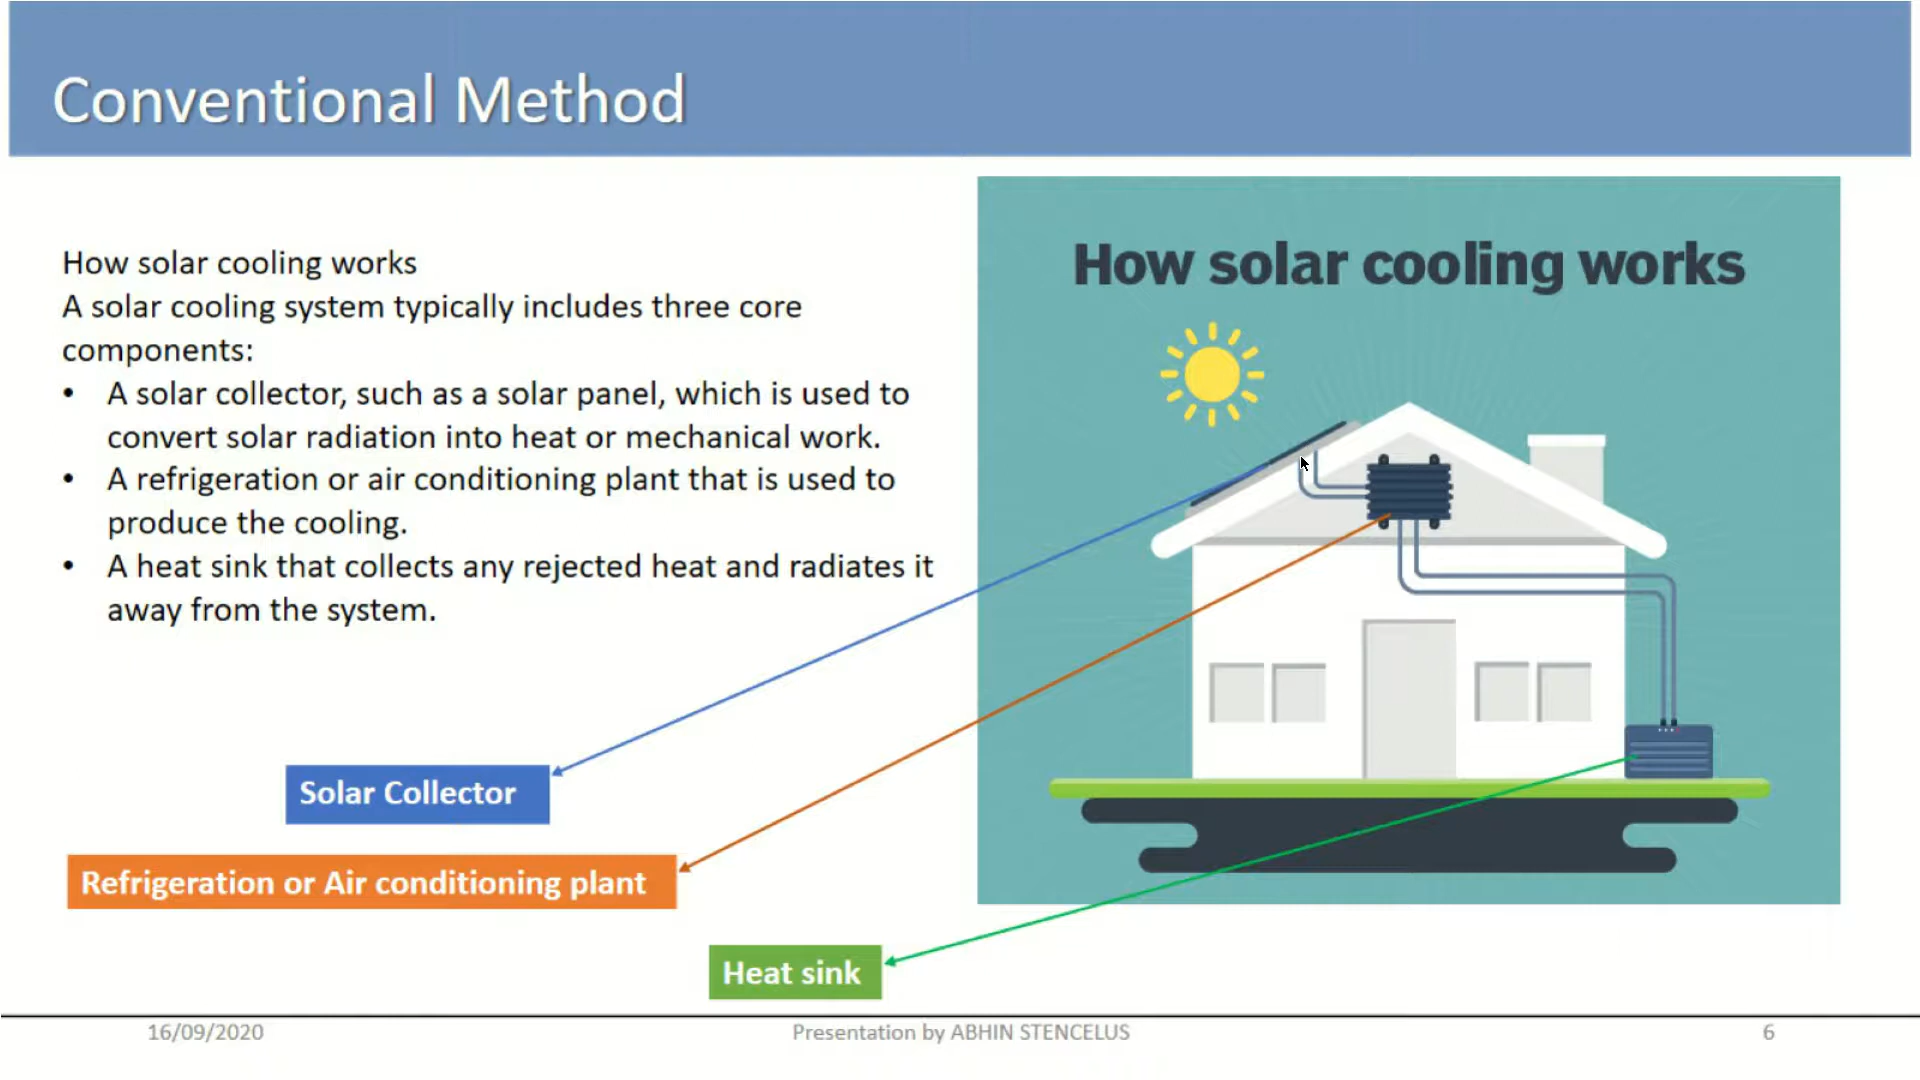 Conventional Method
How solar cooling works
A solar cooling system typically includes three core
components:
• A solar collector, such as a solar panel, which is used to
convert solar radiation into heat or mechanical work.
• A refrigeration or air conditioning plant that is used to
produce the cooling.
• A heat sink that collects any rejected heat and radiates it
away from the system.
How solar cooling works
Solar Collector
Refrigeration or Air conditioning plant
Heat sink
16/09/2020
Presentation by ABHIN STENCELUS
6